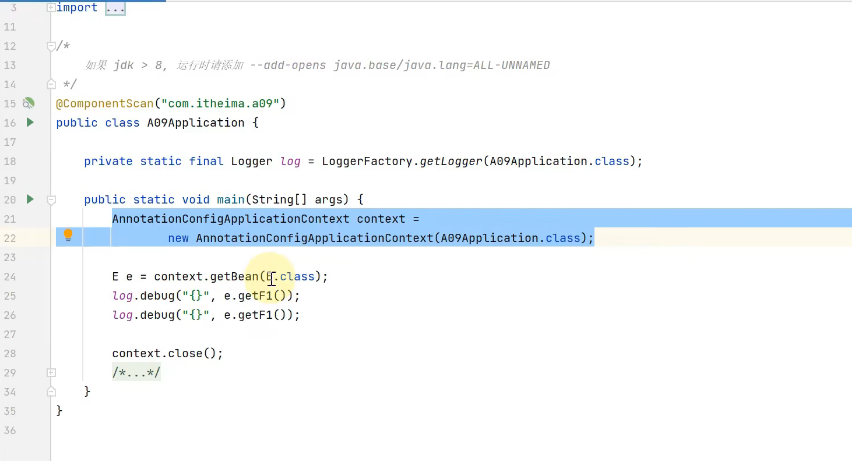 3 import ...
11
12 /*
13 如果 jdk > 8, 运行时请添加 --add-opens java.base/java.lang=ALL-UNNAMED
14 */
15 @ComponentScan("com.itheima.a09")
16 public class A09Application {
17
18 private static final Logger log = LoggerFactory.getLogger(A09Application.class);
19
20 public static void main(String[] args) {
21 AnnotationConfigApplicationContext context =
22 new AnnotationConfigApplicationContext(A09Application.class);
23
24 E e = context.getBean(E.class);
25 log.debug("{}", e.getF1());
26 log.debug("{}", e.getF1());
27
28 context.close();
29 /*...*/
34 }
35 }
36